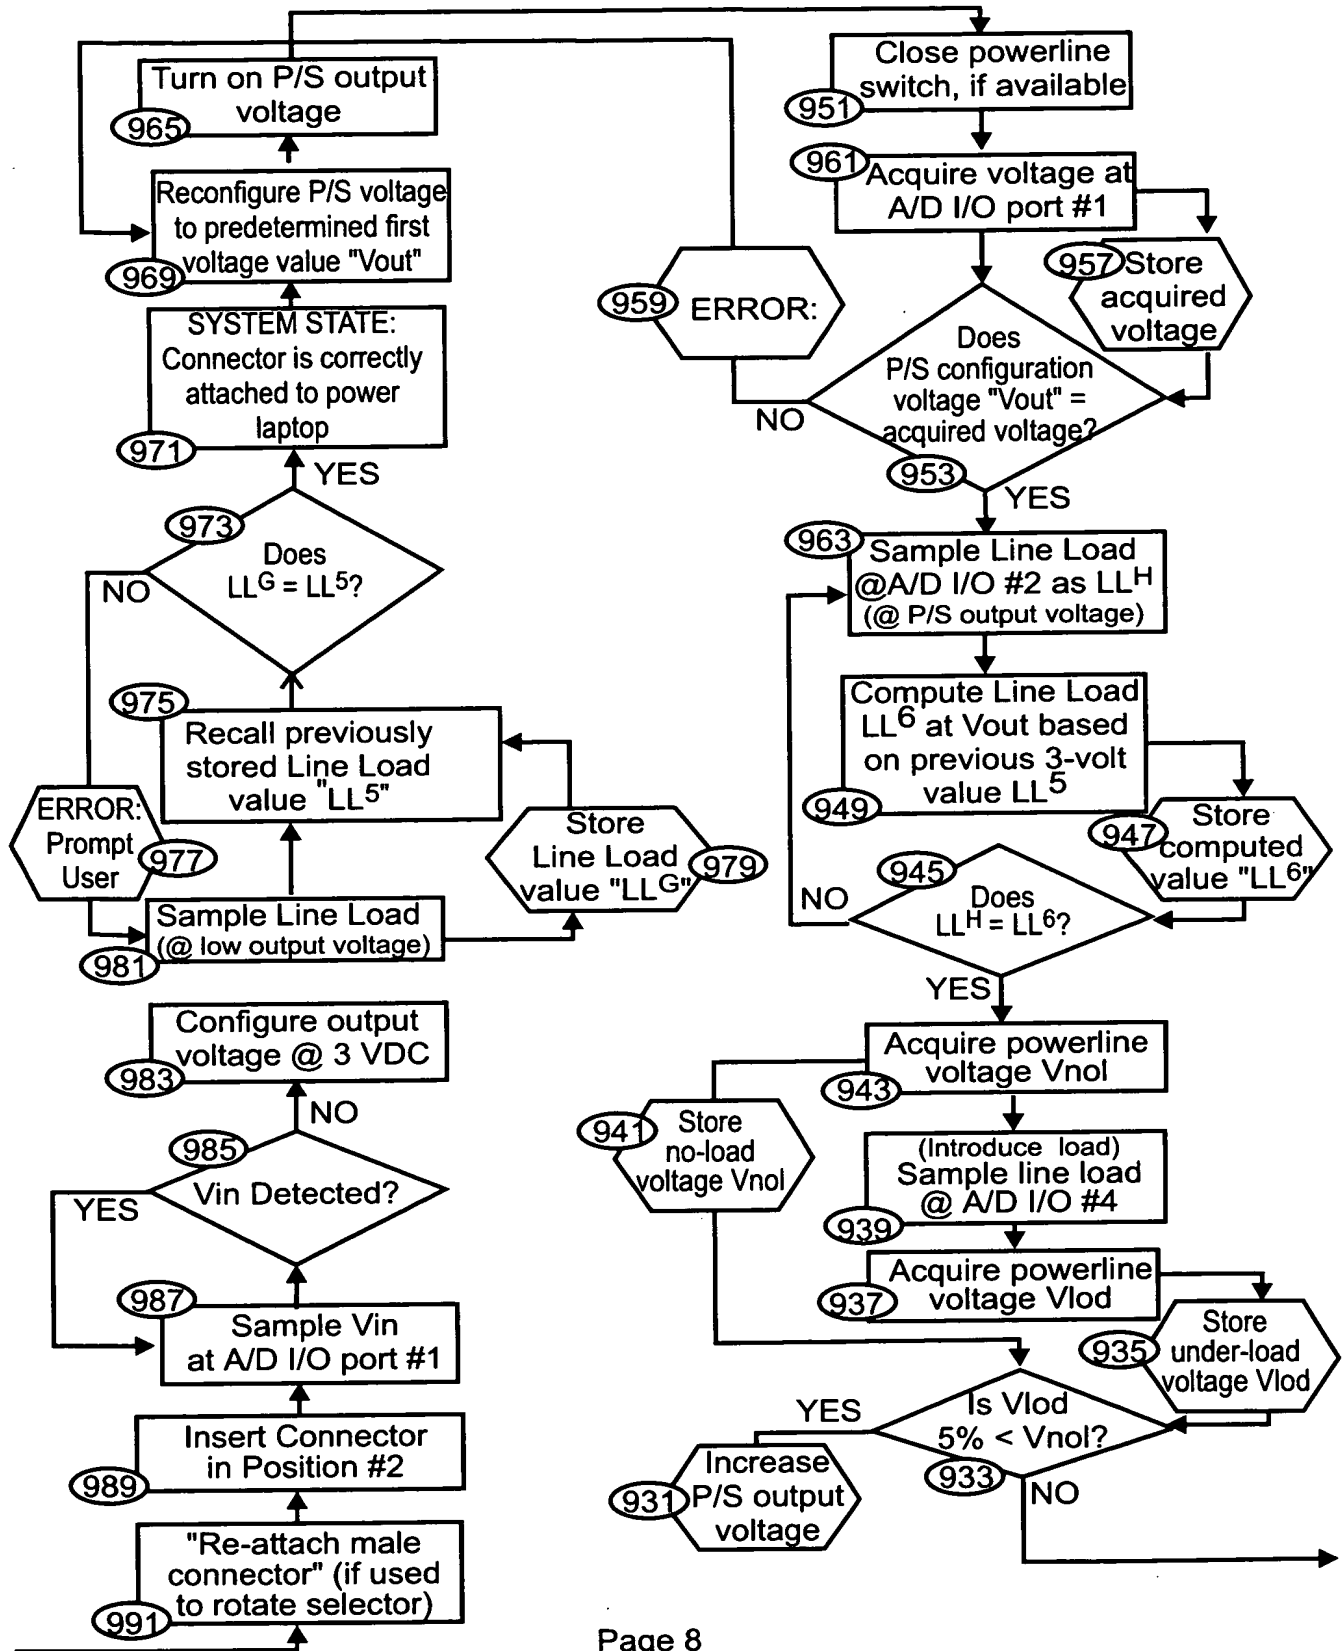 Turn on P/S output
voltage
965
Reconfigure P/S voltage
to predetermined first
voltage value "Vout"
969
SYSTEM STATE:
Connector is correctly
attached to power
laptop
971
YES
973
Does
LLG = LL5?
NO
975
Recall previously
stored Line Load
value "LL5"
ERROR:
Prompt
User
977
Store
Line Load
value "LLG"
979
Sample Line Load
(@ low output voltage)
981
Configure output
voltage @ 3 VDC
983
NO
985
Vin Detected?
YES
987
Sample Vin
at A/D I/O port #1
Insert Connector
in Position #2
989
"Re-attach male
connector" (if used
to rotate selector)
991
Close powerline
switch, if available
951
961
Acquire voltage at
A/D I/O port #1
957
Store
acquired
voltage
959
ERROR:
Does
P/S configuration
voltage "Vout" =
acquired voltage?
NO
953
YES
963
Sample Line Load
@A/D I/O #2 as LLH
(@ P/S output voltage)
Compute Line Load
LL6 at Vout based
on previous 3-volt
value LL5
949
947
Store
computed
value "LL6"
945
Does
LLH = LL6?
NO
YES
Acquire powerline
voltage Vnol
943
941
Store
no-load
voltage Vnol
(Introduce load)
Sample line load
@ A/D I/O #4
939
Acquire powerline
voltage Vlod
937
935
Store
under-load
voltage Vlod
Is Vlod
5% < Vnol?
933
YES
NO
931
Increase
P/S output
voltage
Page 8